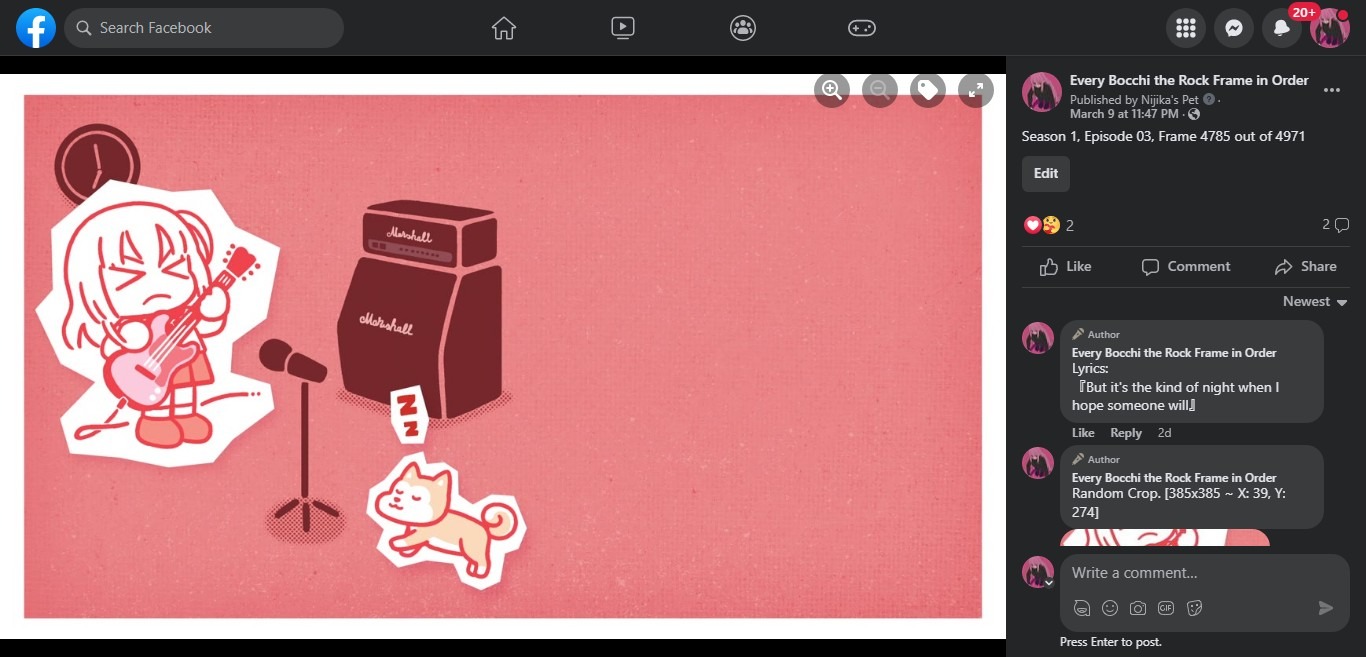 Search Facebook
20+
Marshall
Marshall
Z
Z
Every Bocchi the Rock Frame in Order
Published by Nijika's Pet ·
March 9 at 11:47 PM ·
Season 1, Episode 03, Frame 4785 out of 4971
Edit
2
2
Like
Comment
Share
Newest
Author
Every Bocchi the Rock Frame in Order
Lyrics:
『But it's the kind of night when I
hope someone will』
Like Reply 2d
Author
Every Bocchi the Rock Frame in Order
Random Crop. [385x385 ~ X: 39, Y:
274]
Write a comment…
GIF
Press Enter to post.